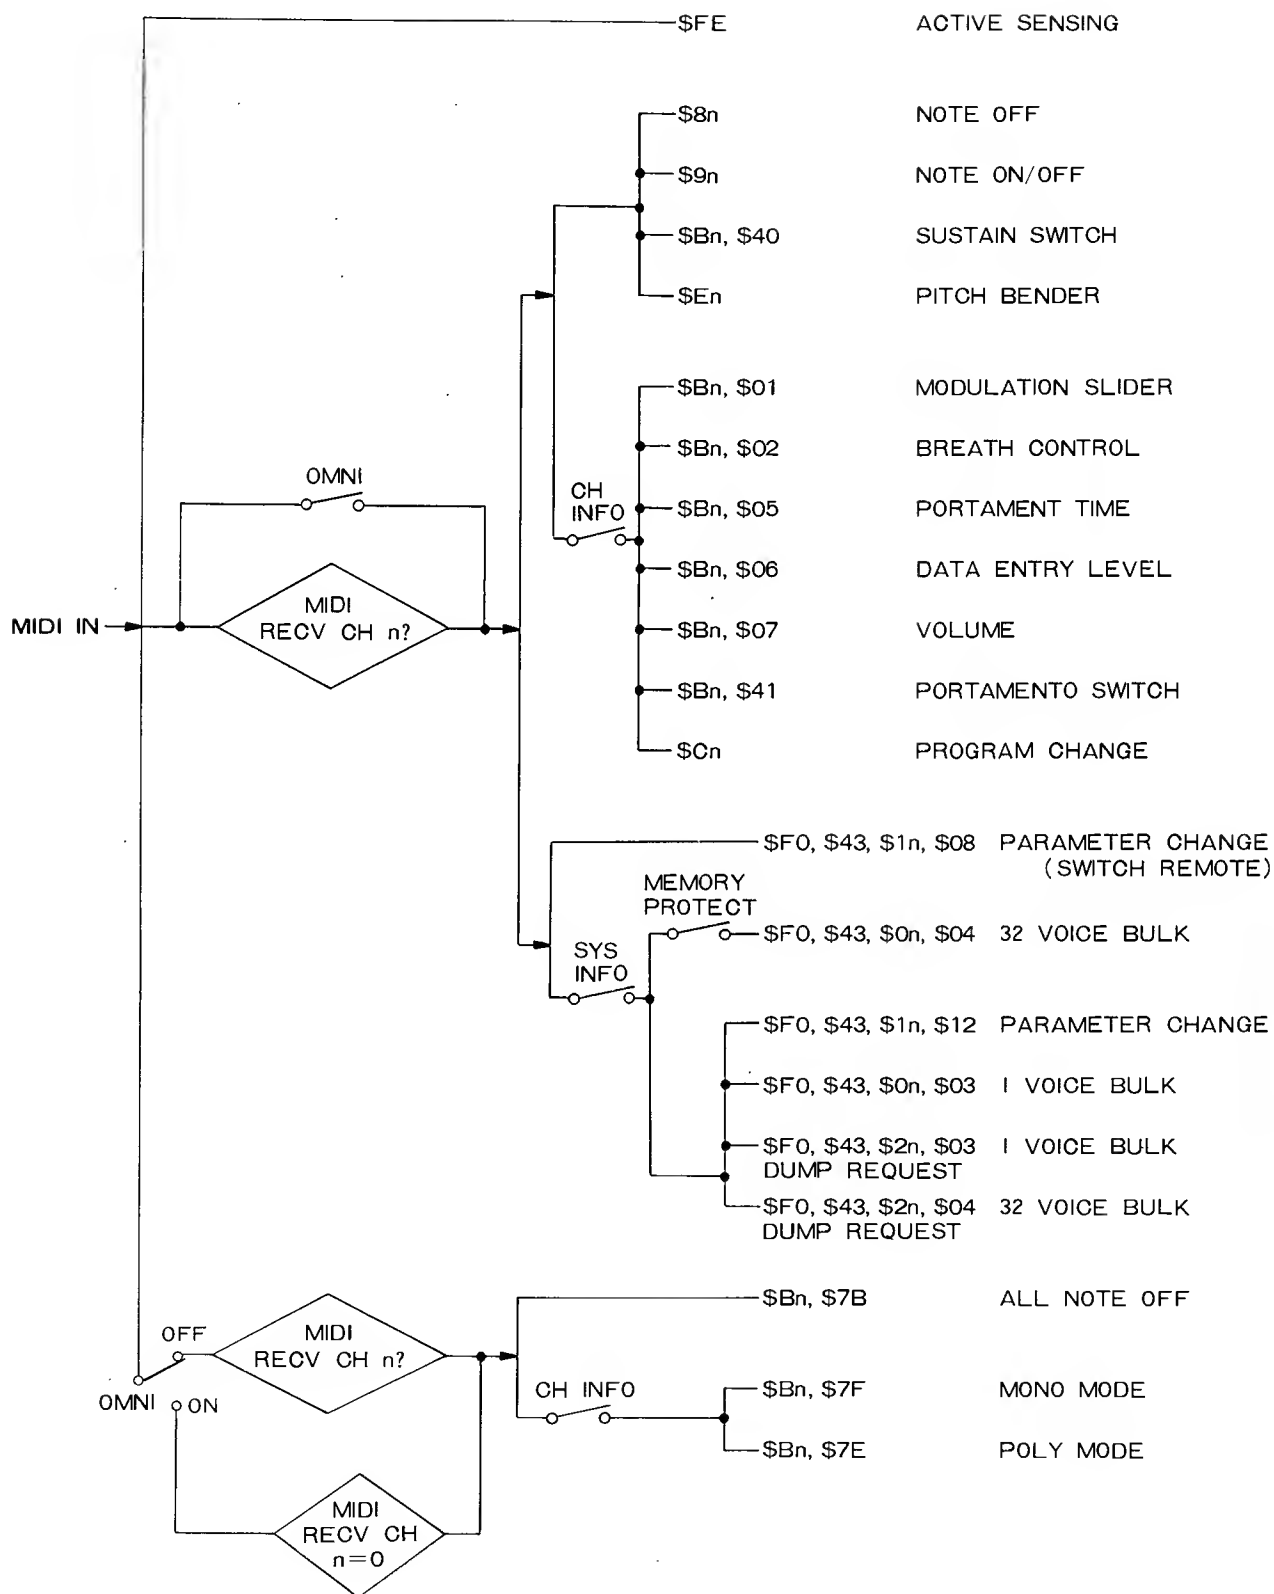 $FE ACTIVE SENSING
$8n NOTE OFF
$9n NOTE ON/OFF
$Bn, $40 SUSTAIN SWITCH
$En PITCH BENDER
$Bn, $01 MODULATION SLIDER
$Bn, $02 BREATH CONTROL
OMNI
CH
INFO
$Bn, $05 PORTAMENT TIME
$Bn, $06 DATA ENTRY LEVEL
MIDI IN
MIDI
RECV CH n?
$Bn, $07 VOLUME
$Bn, $41 PORTAMENTO SWITCH
$Cn PROGRAM CHANGE
$F0, $43, $1n, $08 PARAMETER CHANGE
(SWITCH REMOTE)
MEMORY
PROTECT
$F0, $43, $0n, $04 32 VOICE BULK
SYS
INFO
$F0, $43, $1n, $12 PARAMETER CHANGE
$F0, $43, $0n, $03 1 VOICE BULK
$F0, $43, $2n, $03 1 VOICE BULK
DUMP REQUEST
$F0, $43, $2n, $04 32 VOICE BULK
DUMP REQUEST
$Bn, $7B ALL NOTE OFF
OFF
MIDI
RECV CH n?
OMNI
ON
CH INFO
$Bn, $7F MONO MODE
$Bn, $7E POLY MODE
MIDI
RECV CH
n=0